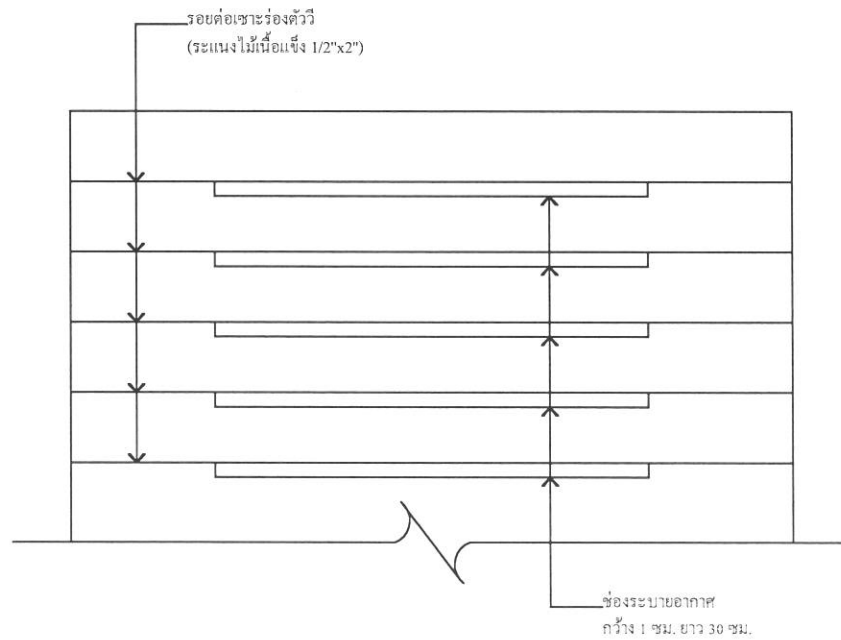 รอยต่อเซาะร่องตัววี
(ระแนงไม้เนื้อแข็ง 1/2"x2")
ช่องระบายอากาศ
กว้าง 1 ซม. ยาว 30 ซม.